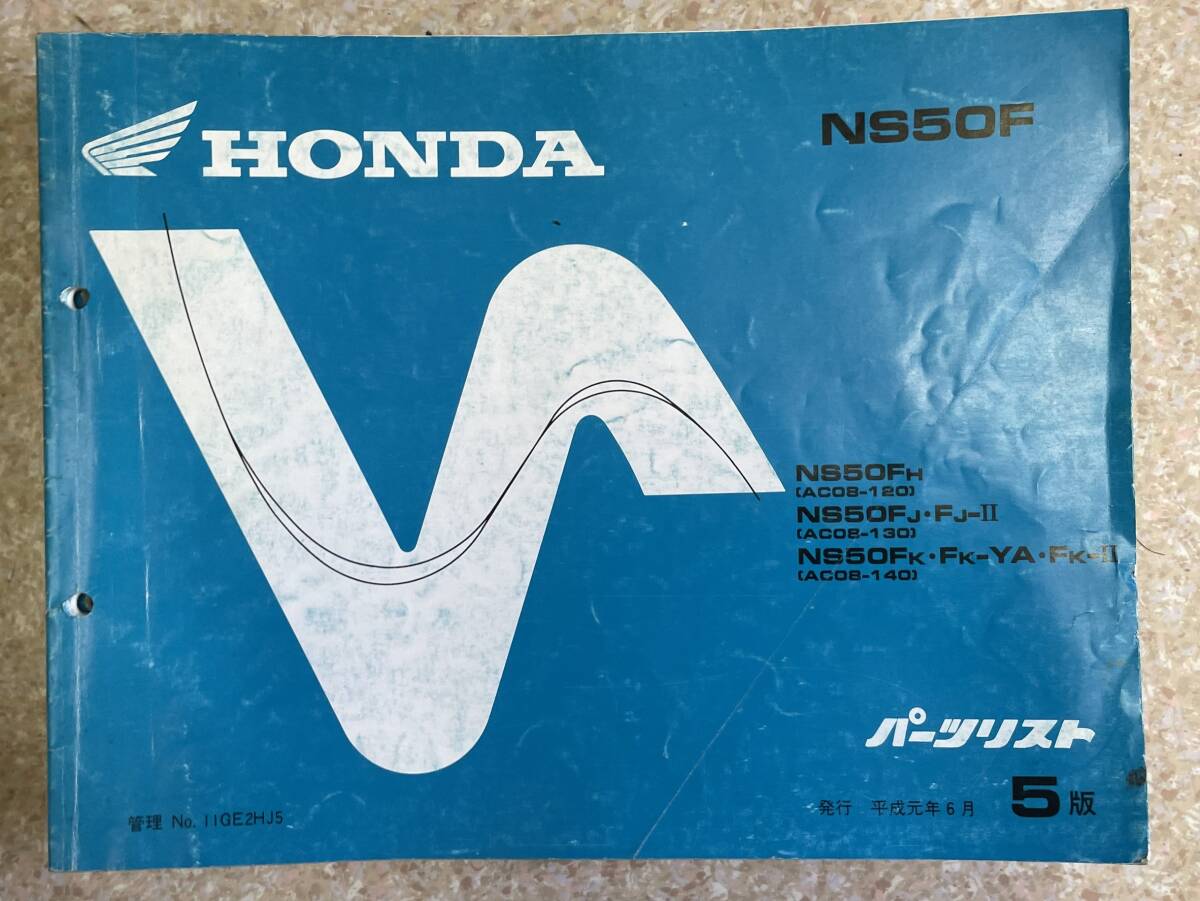 HONDA
NS50F
NS50FH
(AC08-120)
NS50FJ・FJ-II
(AC08-130)
NS50FK・FK-YA・FK-II
(AC08-140)
パーツリスト
管理 No. 11GE2HJ5
発行 平成元年6月 5版